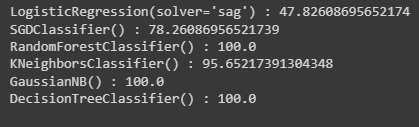 LogisticRegression(solver='sag') : 47.82608695652174
SGDClassifier() : 78.26086956521739
RandomForestClassifier() : 100.0
KNeighborsClassifier() : 95.65217391304348
GaussianNB() : 100.0
DecisionTreeClassifier() : 100.0